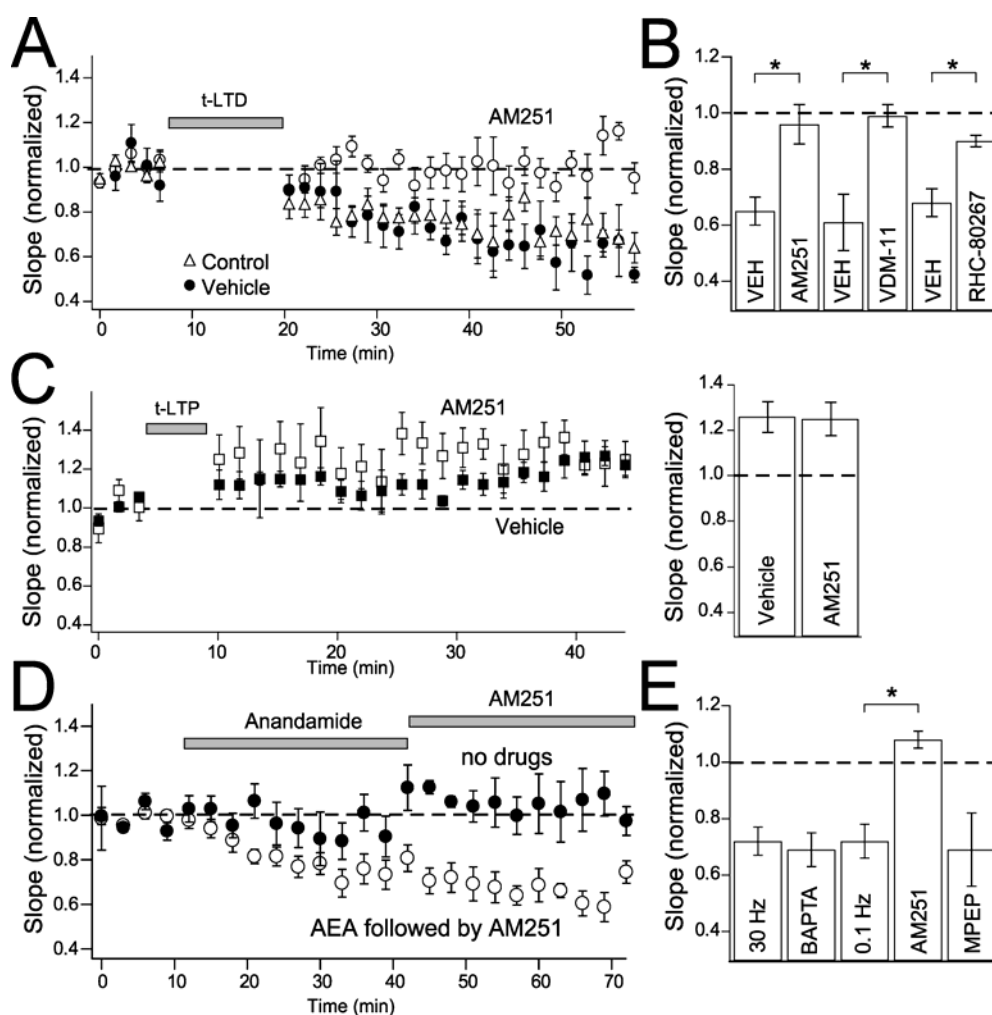 A
Slope (normalized)
1.4
1.2
1.0
0.8
0.6
0.4
t-LTD
AM251
Control
Vehicle
0
10
20
30
40
50
Time (min)
B
Slope (normalized)
1.2
1.0
0.8
0.6
0.4
*
*
*
VEH
AM251
VEH
VDM-11
VEH
RHC-80267
C
Slope (normalized)
1.4
1.2
1.0
0.8
0.6
0.4
t-LTP
AM251
Vehicle
0
10
20
30
40
Time (min)
1.4
1.2
1.0
0.8
0.6
0.4
Vehicle
AM251
D
Slope (normalized)
1.4
1.2
1.0
0.8
0.6
0.4
Anandamide
AM251
no drugs
AEA followed by AM251
0
10
20
30
40
50
60
70
Time (min)
E
Slope (normalized)
1.2
1.0
0.8
0.6
0.4
*
30 Hz
BAPTA
0.1 Hz
AM251
MPEP